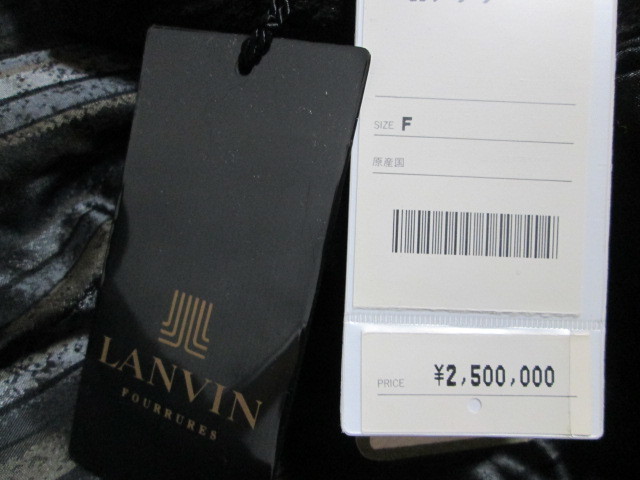 LANVIN
FOURRURES
SIZE F
原産国
PRICE ¥2,500,000